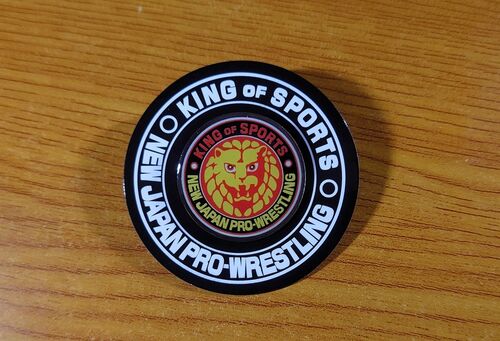 KING OF SPORTS
NEW JAPAN PRO-WRESTLING
KING OF SPORTS
NEW JAPAN PRO-WRESTLING